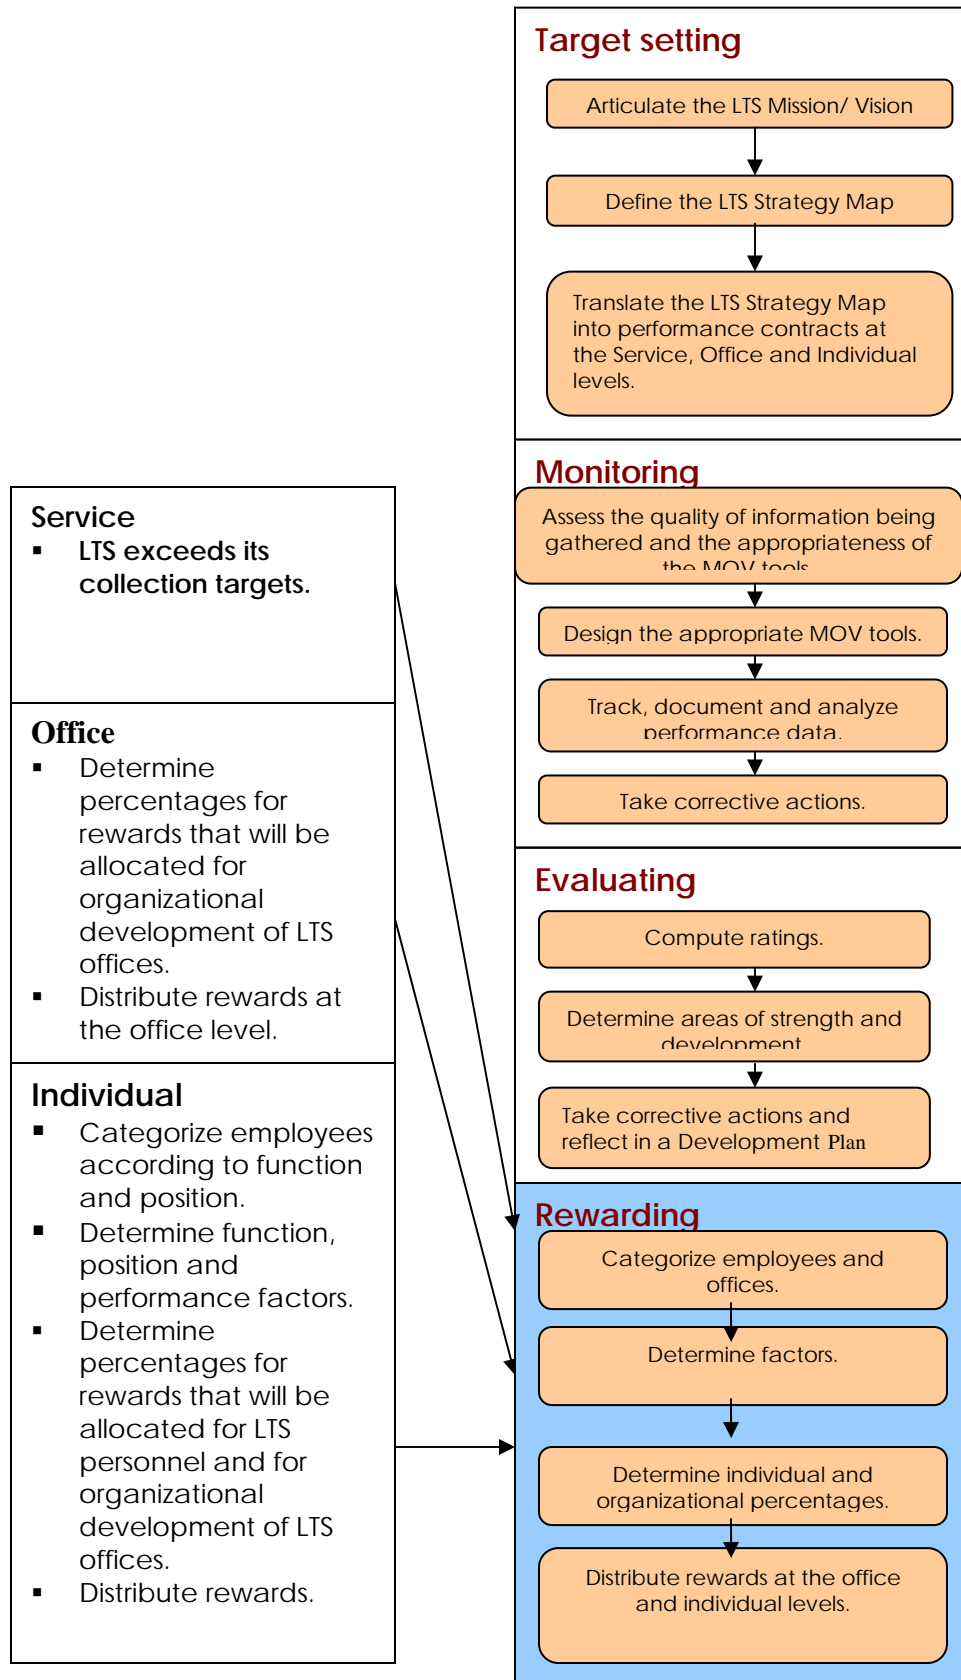 Target setting
Articulate the LTS Mission/ Vision
Define the LTS Strategy Map
Translate the LTS Strategy Map
into performance contracts at
the Service, Office and Individual
levels.
Monitoring
Assess the quality of information being
gathered and the appropriateness of
the MOV tools
Design the appropriate MOV tools.
Track, document and analyze
performance data.
Take corrective actions.
Evaluating
Compute ratings.
Determine areas of strength and
development
Take corrective actions and
reflect in a Development Plan
Rewarding
Categorize employees and
offices.
Determine factors.
Determine individual and
organizational percentages.
Distribute rewards at the office
and individual levels.
Service
▪ LTS exceeds its
collection targets.
Office
▪ Determine
percentages for
rewards that will be
allocated for
organizational
development of LTS
offices.
▪ Distribute rewards at
the office level.
Individual
▪ Categorize employees
according to function
and position.
▪ Determine function,
position and
performance factors.
▪ Determine
percentages for
rewards that will be
allocated for LTS
personnel and for
organizational
development of LTS
offices.
▪ Distribute rewards.